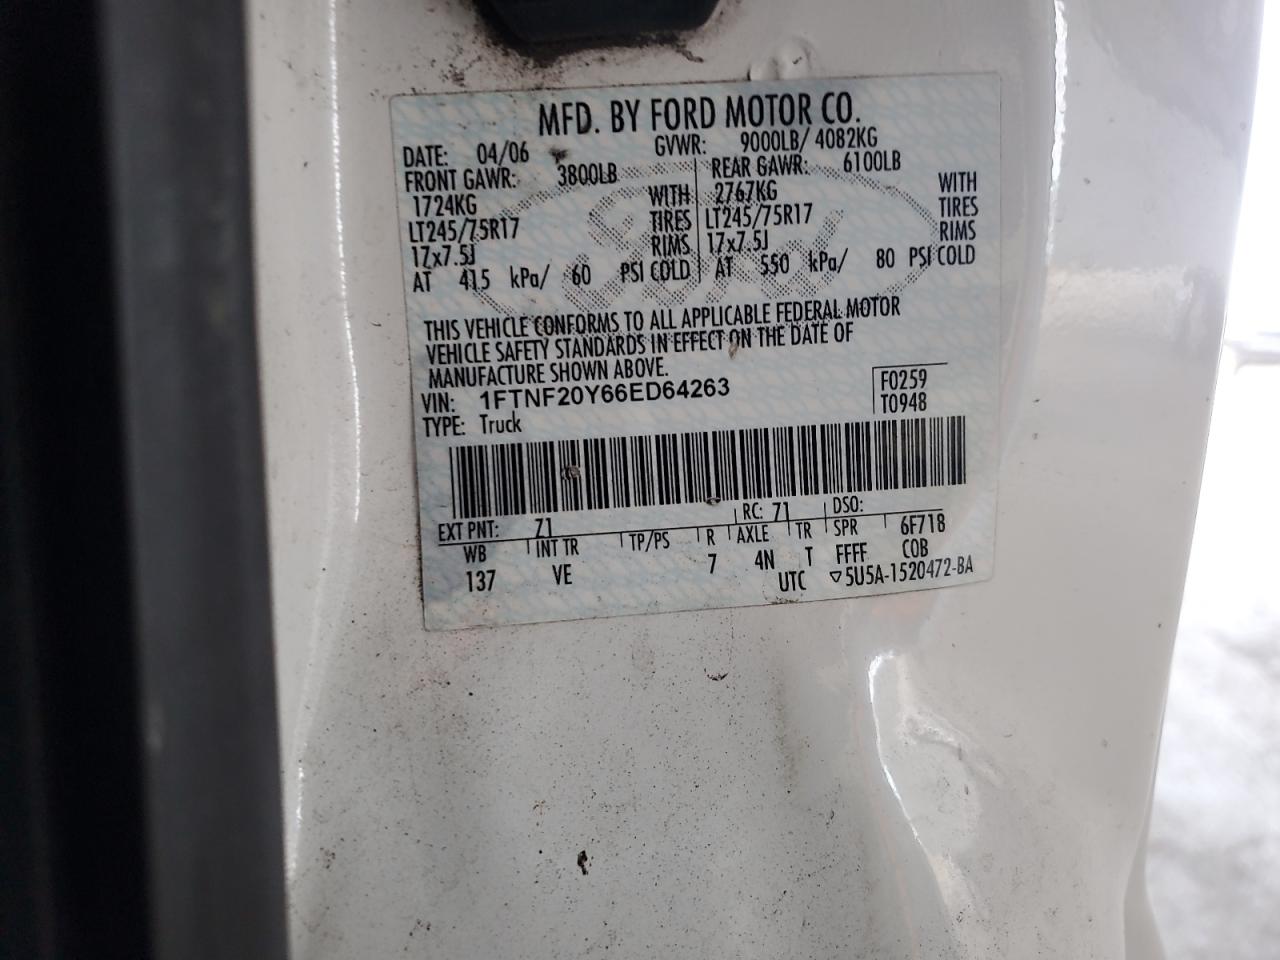 MFD. BY FORD MOTOR CO.
DATE: 04/06 GVWR: 9000LB/ 4082KG
FRONT GAWR: 3800LB REAR GAWR: 6100LB
1724KG WITH 2767KG WITH
LT245/75R17 TIRES LT245/75R17 TIRES
17x7.5J RIMS 17x7.5J RIMS
AT 415 kPa/ 60 PSI COLD AT 550 kPa/ 80 PSI COLD
THIS VEHICLE CONFORMS TO ALL APPLICABLE FEDERAL MOTOR
VEHICLE SAFETY STANDARDS IN EFFECT ON THE DATE OF
MANUFACTURE SHOWN ABOVE.
VIN: 1FTNF20Y66ED64263 F0259
TYPE: Truck T0948
EXT PNT: Z1 RC: 71 DSO:
WB INT TR TP/PS R AXLE TR SPR 6F718
137 VE 7 4N T FFFF COB
UTC ▽5U5A-1520472-BA